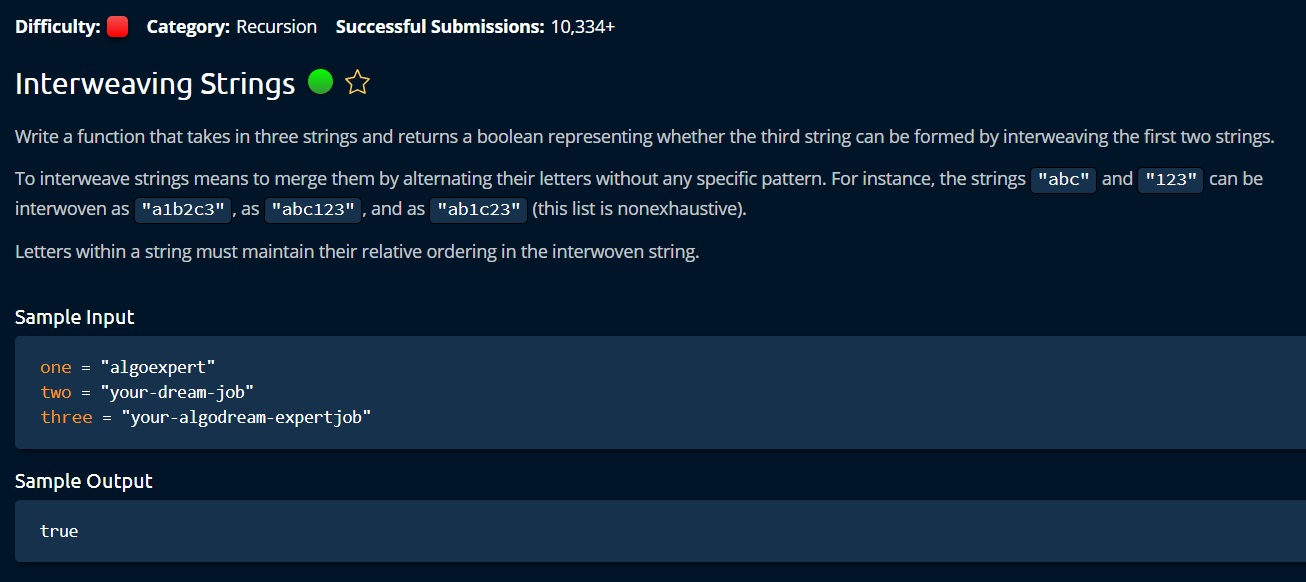 Difficulty: Category: Recursion Successful Submissions: 10,334+
Interweaving Strings
Write a function that takes in three strings and returns a boolean representing whether the third string can be formed by interweaving the first two strings.
To interweave strings means to merge them by alternating their letters without any specific pattern. For instance, the strings "abc" and "123" can be
interwoven as "a1b2c3", as "abc123", and as "ab1c23" (this list is nonexhaustive).
Letters within a string must maintain their relative ordering in the interwoven string.
Sample Input
one = "algoexpert"
two = "your-dream-job"
three = "your-algodream-expertjob"
Sample Output
true